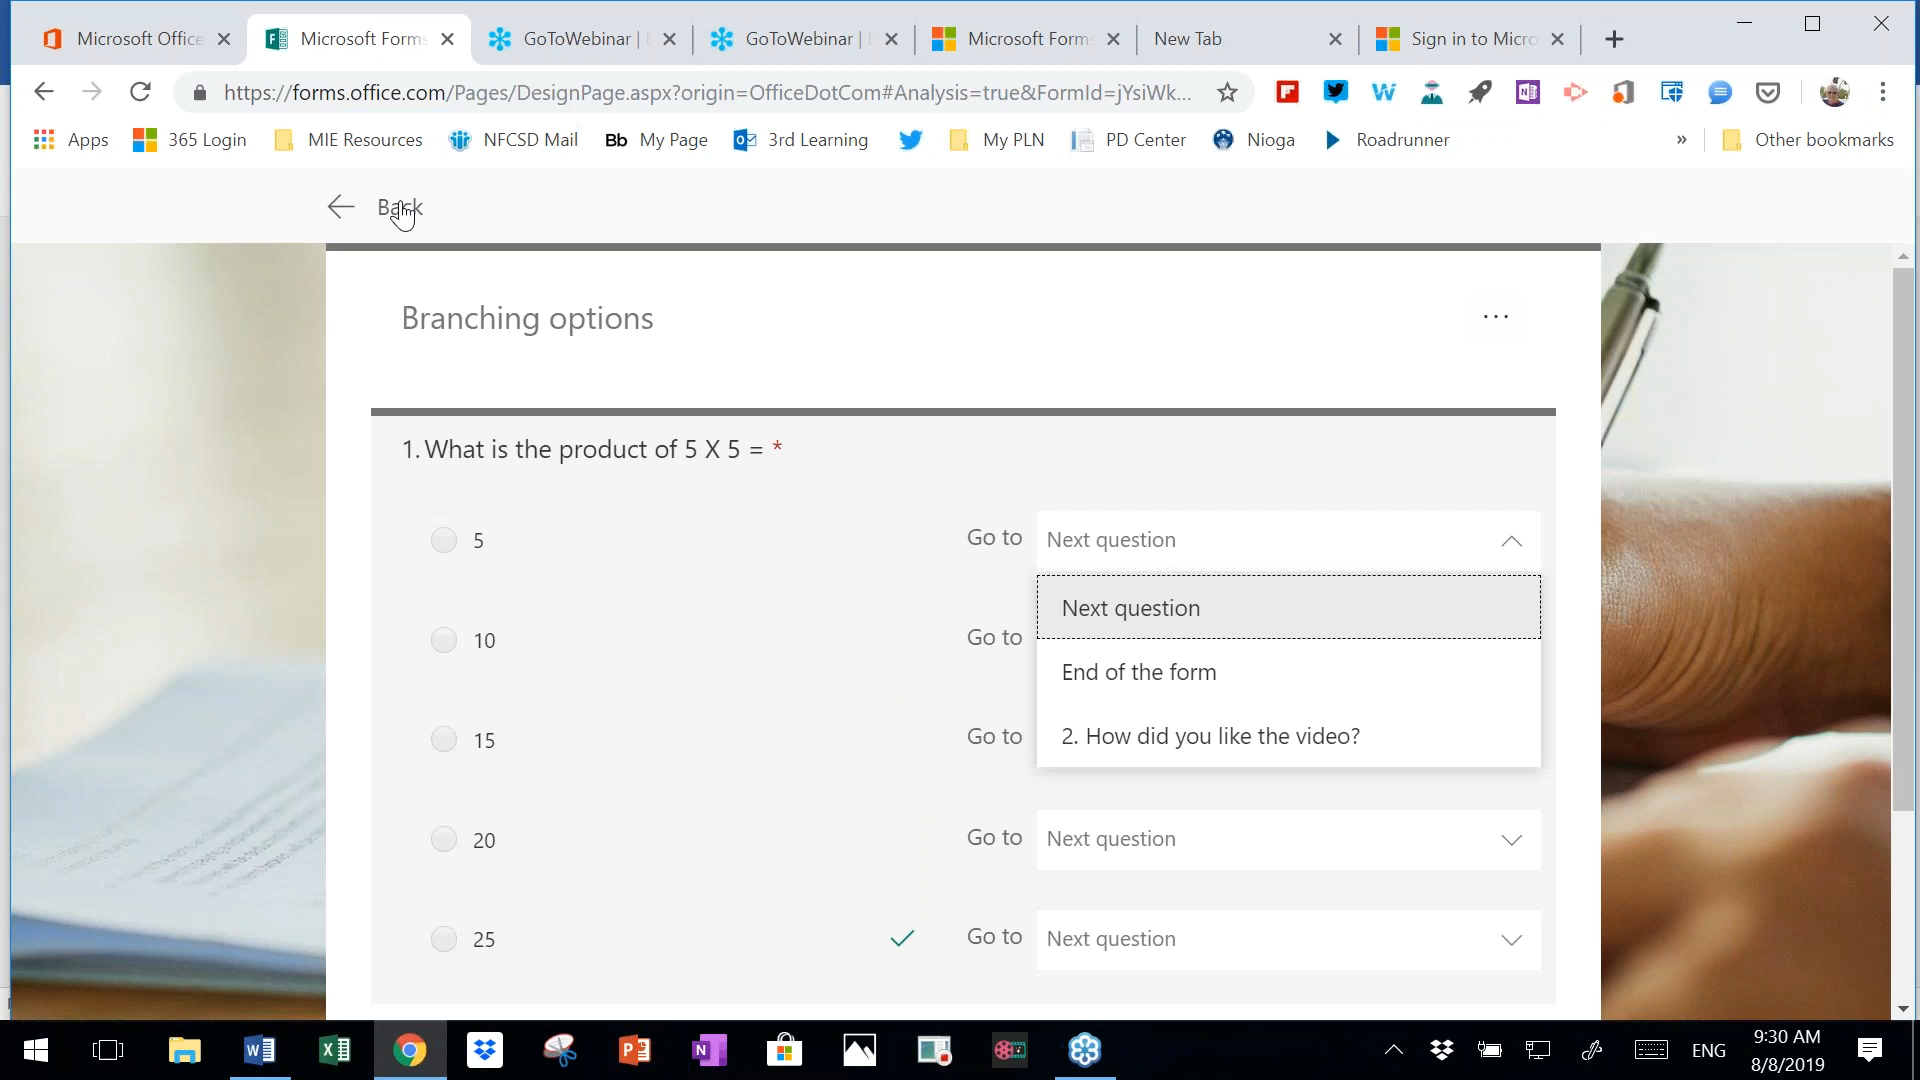 Microsoft Office
Microsoft Forms
GoToWebinar |
GoToWebinar |
Microsoft Forms
New Tab
Sign in to Micro
https://forms.office.com/Pages/DesignPage.aspx?origin=OfficeDotCom#Analysis=true&FormId=jYsiWk...
Apps
365 Login
MIE Resources
NFCSD Mail
Bb My Page
3rd Learning
My PLN
PD Center
Nioga
Roadrunner
»
Other bookmarks
Back
Branching options
...
1. What is the product of 5 X 5 = *
5
Go to
Next question
Next question
10
Go to
End of the form
15
Go to
2. How did you like the video?
20
Go to
Next question
25
Go to
Next question
ENG
9:30 AM
8/8/2019